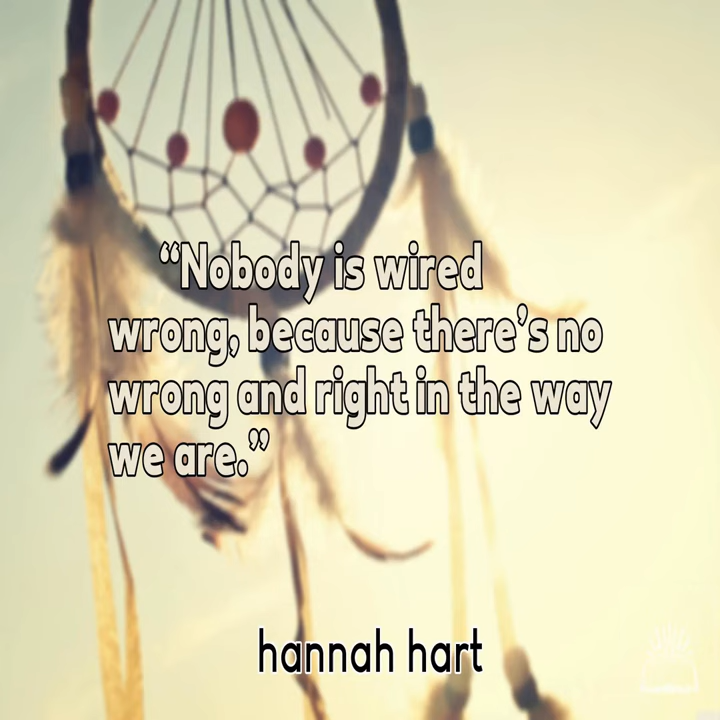 “Nobody is wired
wrong, because there’s no
wrong and right in the way
we are.”
hannah hart